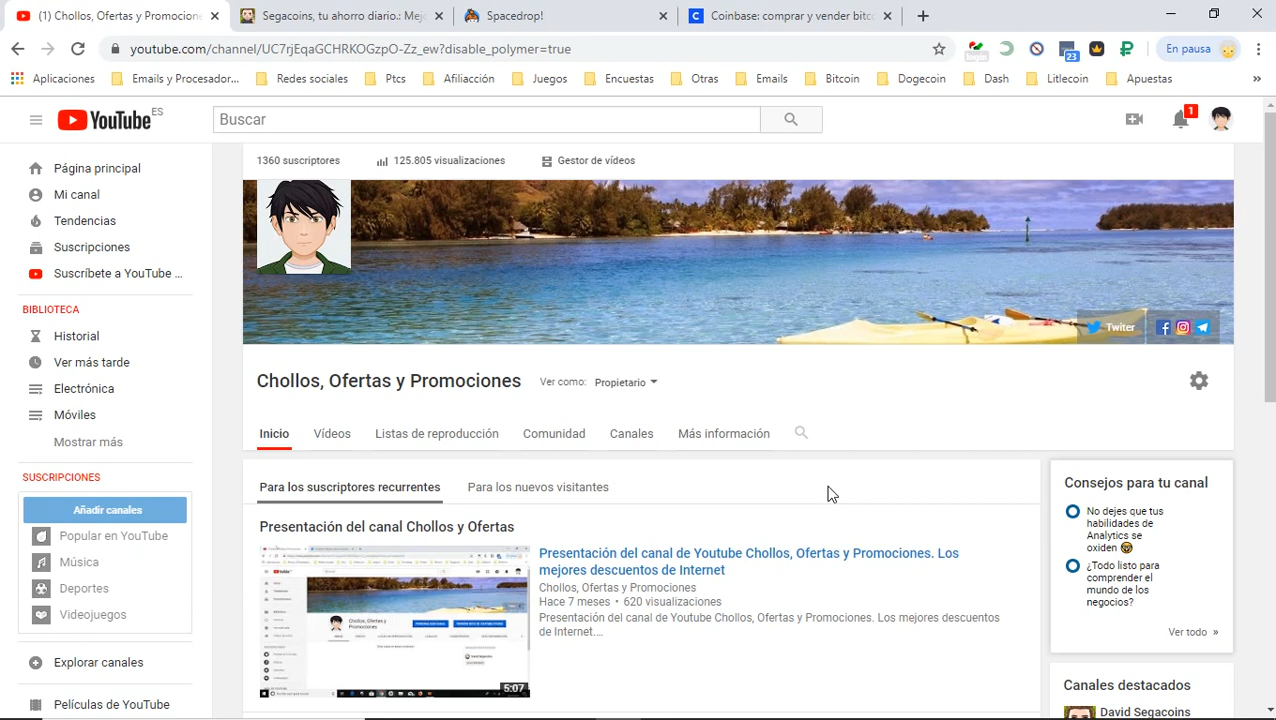 (1) Chollos, Ofertas y Promocione
Segacoins, tu ahorro diario.: Mej
Spacedrop!
Coinbase: comprar y vender bitc
youtube.com/channel/UC7rjEqaGCHRKOGzpO-Zz_ew?disable_polymer=true
23
En pausa
Aplicaciones
Emails y Procesador...
Redes sociales
Ptcs
Afiliacción
Juegos
Encuestas
Otr
Emails
Bitcoin
Dogecoin
Dash
Litlecoin
Apuestas
»
YouTube ES
Buscar
1
Página principal
Mi canal
Tendencias
Suscripciones
Suscríbete a YouTube ...
BIBLIOTECA
Historial
Ver más tarde
Electrónica
Móviles
Mostrar más
SUSCRIPCIONES
Añadir canales
Popular en YouTube
Música
Deportes
Videojuegos
Explorar canales
Películas de YouTube
1360 suscriptores
125.805 visualizaciones
Gestor de vídeos
Twiter
Chollos, Ofertas y Promociones
Ver como: Propietario
Inicio
Vídeos
Listas de reproducción
Comunidad
Canales
Más información
Para los suscriptores recurrentes
Para los nuevos visitantes
Presentación del canal Chollos y Ofertas
Presentación del canal de Youtube Chollos, Ofertas y Promociones. Los
mejores descuentos de Internet
Chollos, Ofertas y Promociones
Hace 7 meses • 620 visualizaciones
Presentación del canal de Youtube Chollos, Ofertas y Promociones. Los mejores descuentos
de Internet...
Chollos, Ofertas y
Promociones
5:07
Consejos para tu canal
No dejes que tus
habilidades de
Analytics se
oxiden
¿Todo listo para
comprender el
mundo de los
negocios?
Ver todo »
Canales destacados
David Segacoins